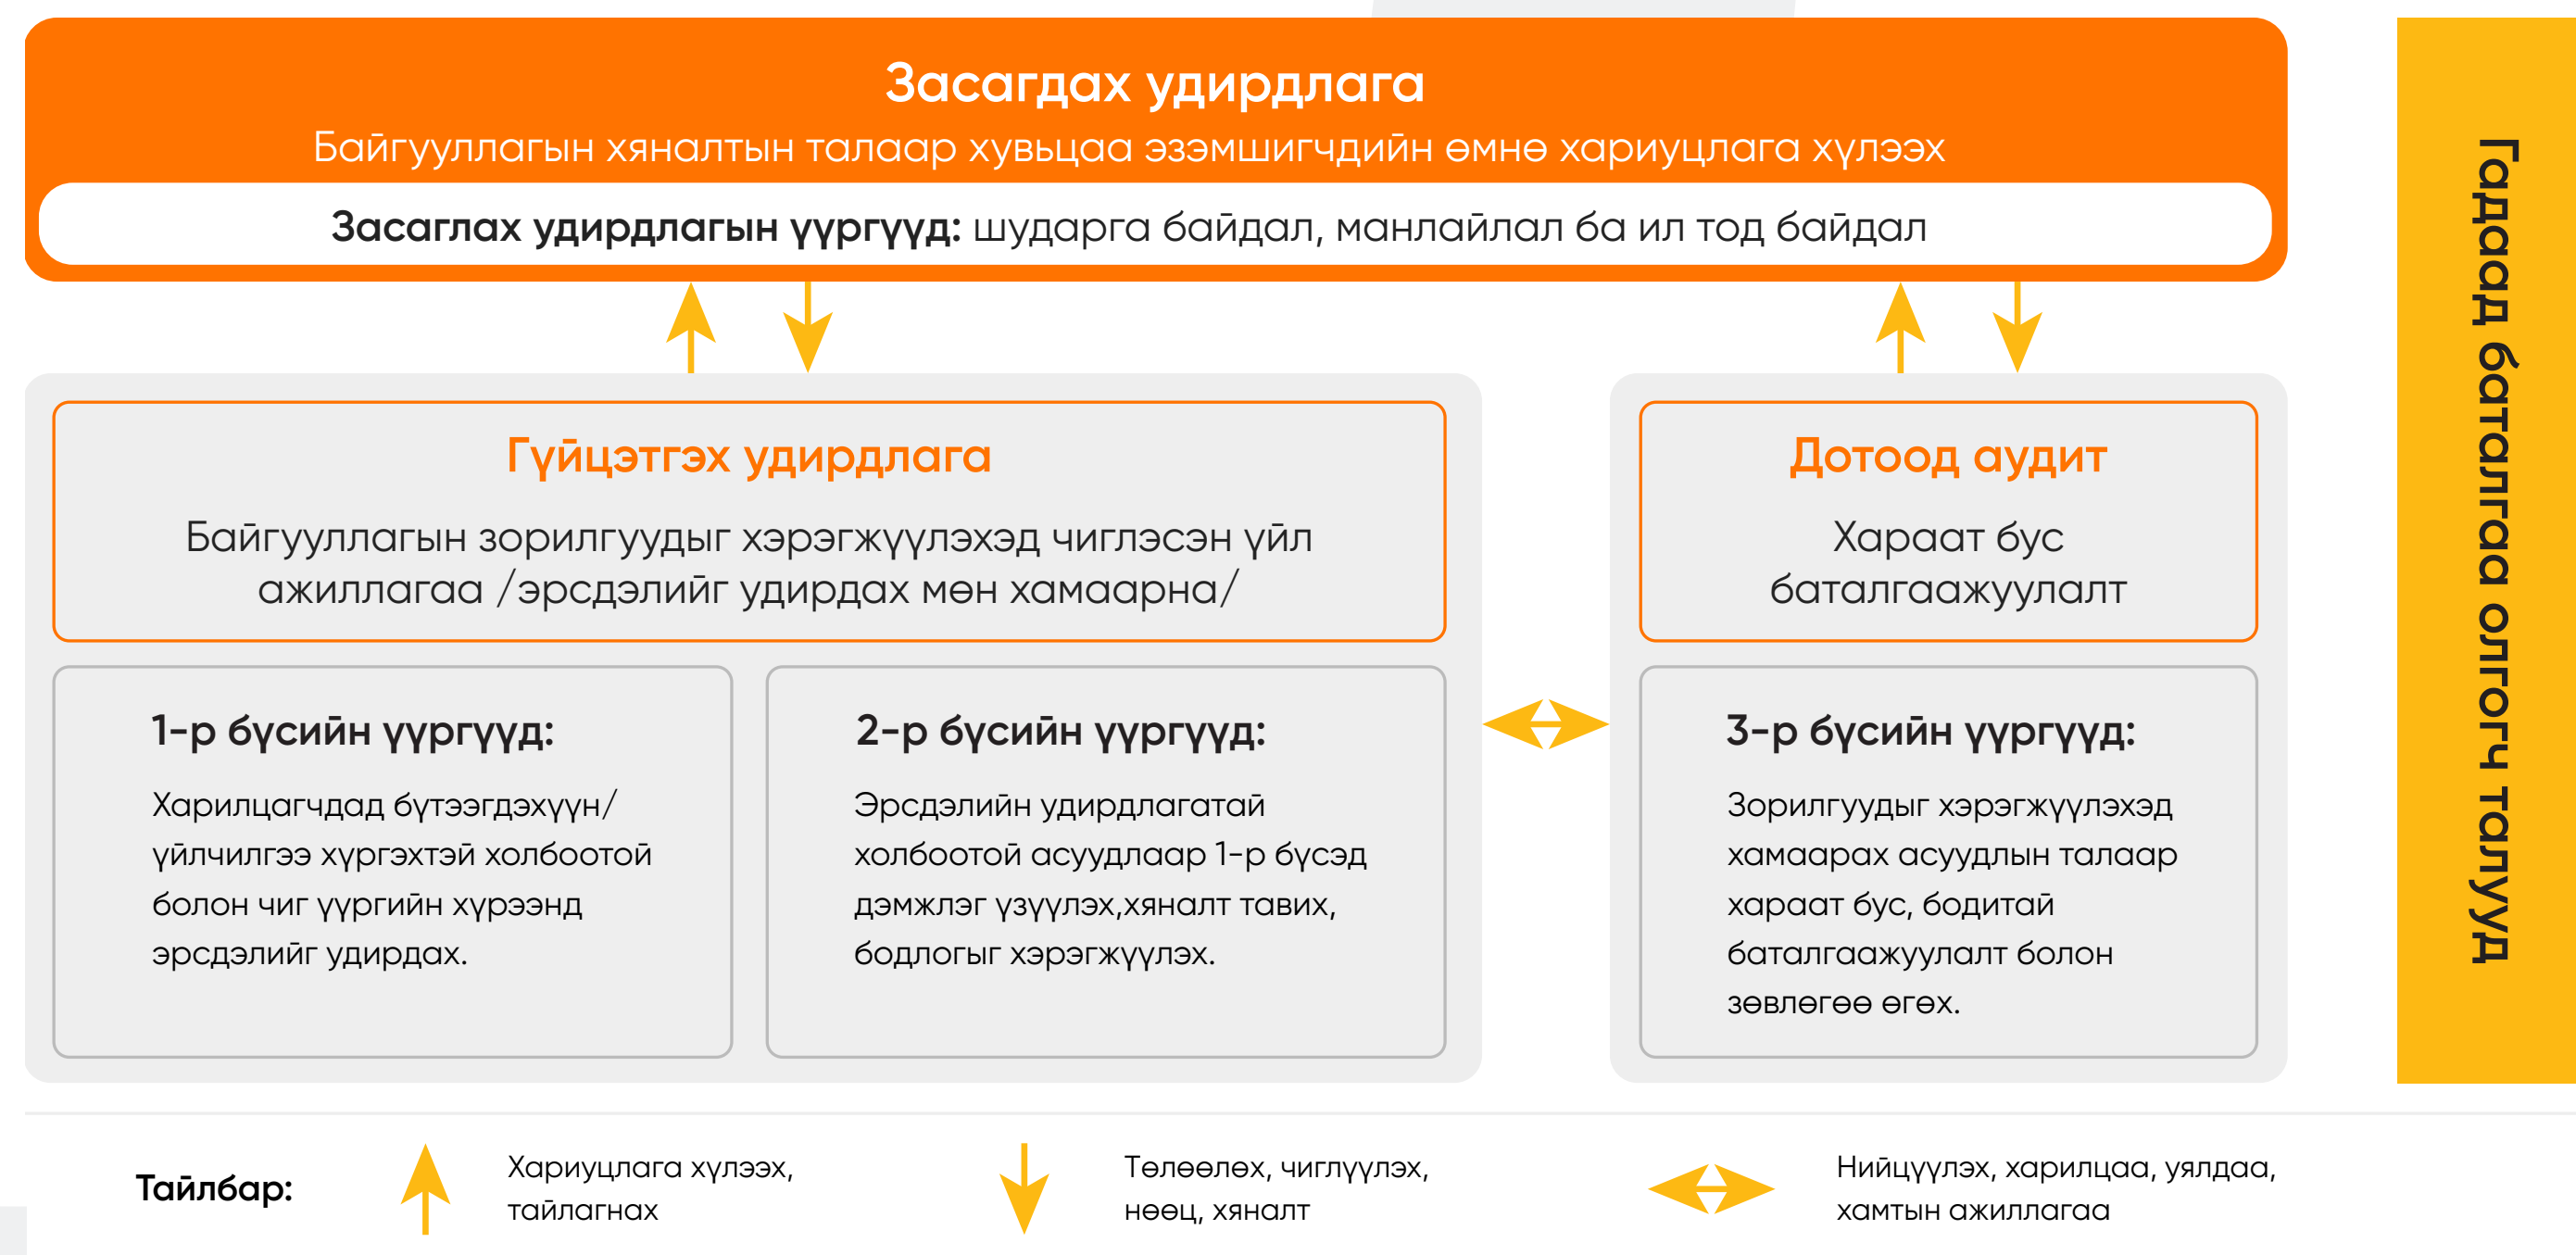 Засагдах удирдлага
Байгууллагын хяналтын талаар хувьцаа эзэмшигчдийн өмнө хариуцлага хүлээх
Засаглах удирдлагын үүргүүд: шударга байдал, манлайлал ба ил тод байдал
Гүйцэтгэх удирдлага
Байгууллагын зорилгуудыг хэрэгжүүлэхэд чиглэсэн үйл
ажиллагаа /эрсдэлийг удирдах мөн хамаарна/
1-р бүсийн үүргүүд:
Харилцагчдад бүтээгдэхүүн/
үйлчилгээ хүргэхтэй холбоотой
болон чиг үүргийн хүрээнд
эрсдэлийг удирдах.
2-р бүсийн үүргүүд:
Эрсдэлийн удирдлагатай
холбоотой асуудлаар 1-р бүсэд
дэмжлэг үзүүлэх,хяналт тавих,
бодлогыг хэрэгжүүлэх.
Дотоод аудит
Хараат бус
баталгаажуулалт
3-р бүсийн үүргүүд:
Зорилгуудыг хэрэгжүүлэхэд
хамаарах асуудлын талаар
хараат бус, бодитай
баталгаажуулалт болон
зөвлөгөө өгөх.
Гадаад баталгаа олгогч талууд
Тайлбар:
Хариуцлага хүлээх,
тайлагнах
Төлөөлөх, чиглүүлэх,
нөөц, хяналт
Нийцүүлэх, харилцаа, уялдаа,
хамтын ажиллагаа